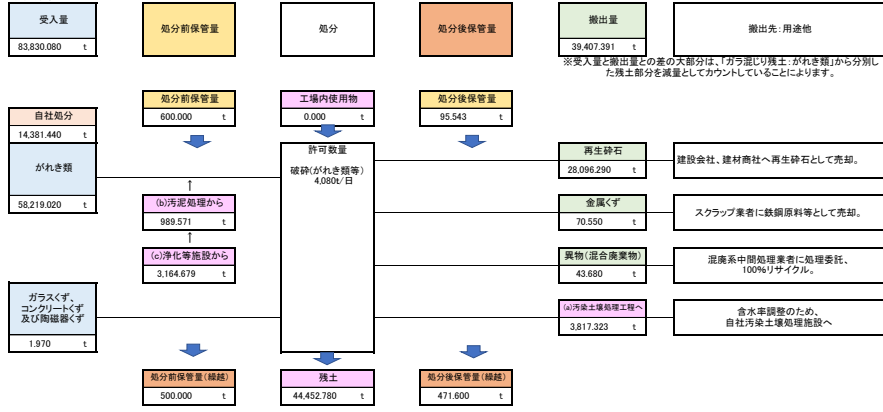 受入量
83,830.080 t
処分前保管量
処分
処分後保管量
搬出量
39,407.391 t
搬出先：用途他
※受入量と搬出量との差の大部分は、「ガラ混じり残土：がれき類」から分別し
た残土部分を減量としてカウントしていることによります。
処分前保管量
600.000 t
工場内使用物
0.000 t
処分後保管量
95.543 t
自社処分
14,381.440 t
がれき類
58,219.020 t
許可数量
破砕(がれき類等)
4,080t/日
再生砕石
28,096.290 t
建設会社、建材商社へ再生砕石として売却。
↑
(b)汚泥処理から
989.571 t
金属くず
70.550 t
スクラップ業者に鉄鋼原料等として売却。
↑
(c)浄化等施設から
3,164.679 t
異物(混合廃棄物)
43.680 t
混廃系中間処理業者に処理委託、
100%リサイクル。
ガラスくず、
コンクリートくず
及び陶磁器くず
1.970 t
(a)汚染土壌処理工程へ
3,817.323 t
含水率調整のため、
自社汚染土壌処理施設へ
処分前保管量(繰越)
500.000 t
残土
44,452.780 t
処分後保管量(繰越)
471.600 t